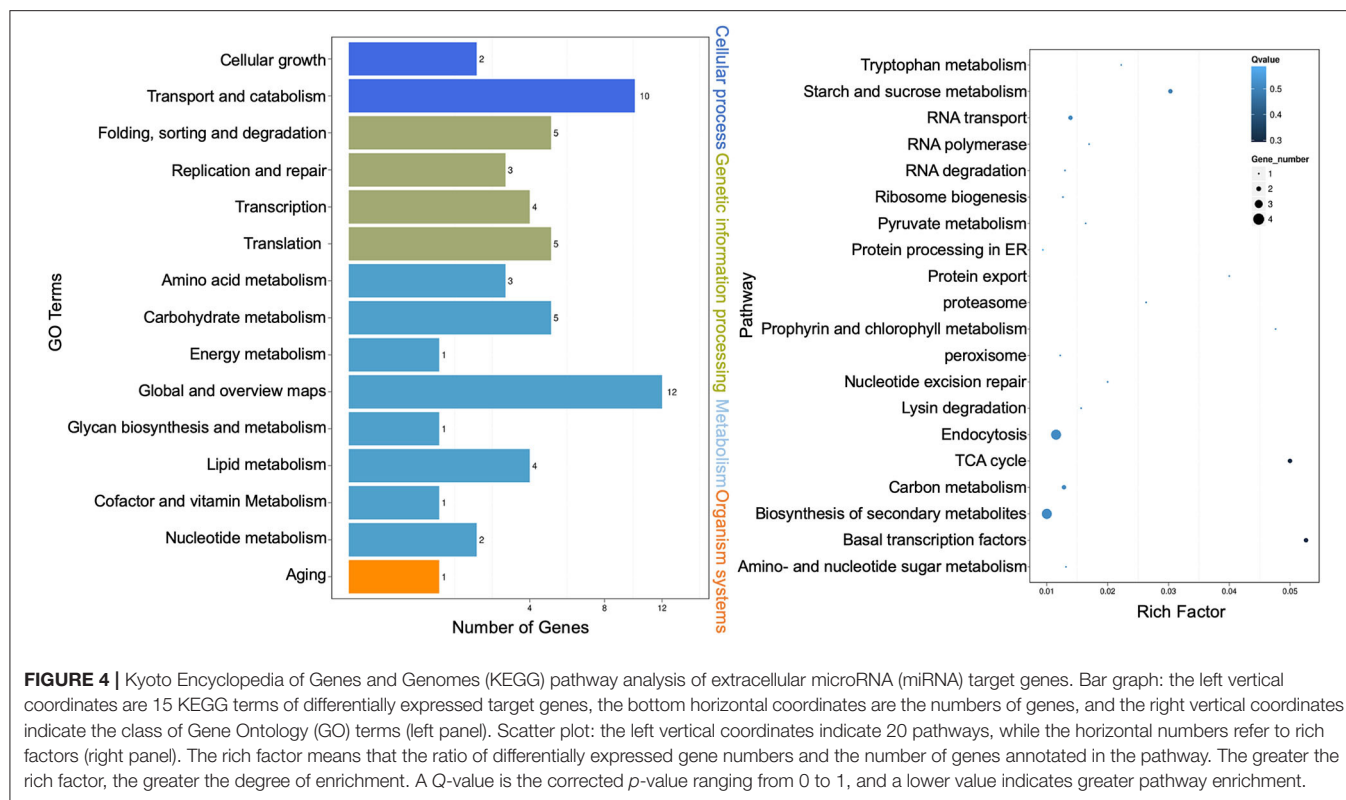 GO Terms
Cellular growth
Transport and catabolism
Folding, sorting and degradation
Replication and repair
Transcription
Translation
Amino acid metabolism
Carbohydrate metabolism
Energy metabolism
Global and overview maps
Glycan biosynthesis and metabolism
Lipid metabolism
Cofactor and vitamin Metabolism
Nucleotide metabolism
Aging
2
10
5
3
4
5
3
5
1
12
1
4
1
2
1
4 8 12
Number of Genes
Cellular process
Genetic information processing
Metabolism
Organism systems
Pathway
Tryptophan metabolism
Starch and sucrose metabolism
RNA transport
RNA polymerase
RNA degradation
Ribosome biogenesis
Pyruvate metabolism
Protein processing in ER
Protein export
proteasome
Prophyrin and chlorophyll metabolism
peroxisome
Nucleotide excision repair
Lysin degradation
Endocytosis
TCA cycle
Carbon metabolism
Biosynthesis of secondary metabolites
Basal transcription factors
Amino- and nucleotide sugar metabolism
0.01 0.02 0.03 0.04 0.05
Rich Factor
Qvalue
0.5
0.4
0.3
Gene_number
1
2
3
4
FIGURE 4 | Kyoto Encyclopedia of Genes and Genomes (KEGG) pathway analysis of extracellular microRNA (miRNA) target genes. Bar graph: the left vertical
coordinates are 15 KEGG terms of differentially expressed target genes, the bottom horizontal coordinates are the numbers of genes, and the right vertical coordinates
indicate the class of Gene Ontology (GO) terms (left panel). Scatter plot: the left vertical coordinates indicate 20 pathways, while the horizontal numbers refer to rich
factors (right panel). The rich factor means that the ratio of differentially expressed gene numbers and the number of genes annotated in the pathway. The greater the
rich factor, the greater the degree of enrichment. A Q-value is the corrected p-value ranging from 0 to 1, and a lower value indicates greater pathway enrichment.